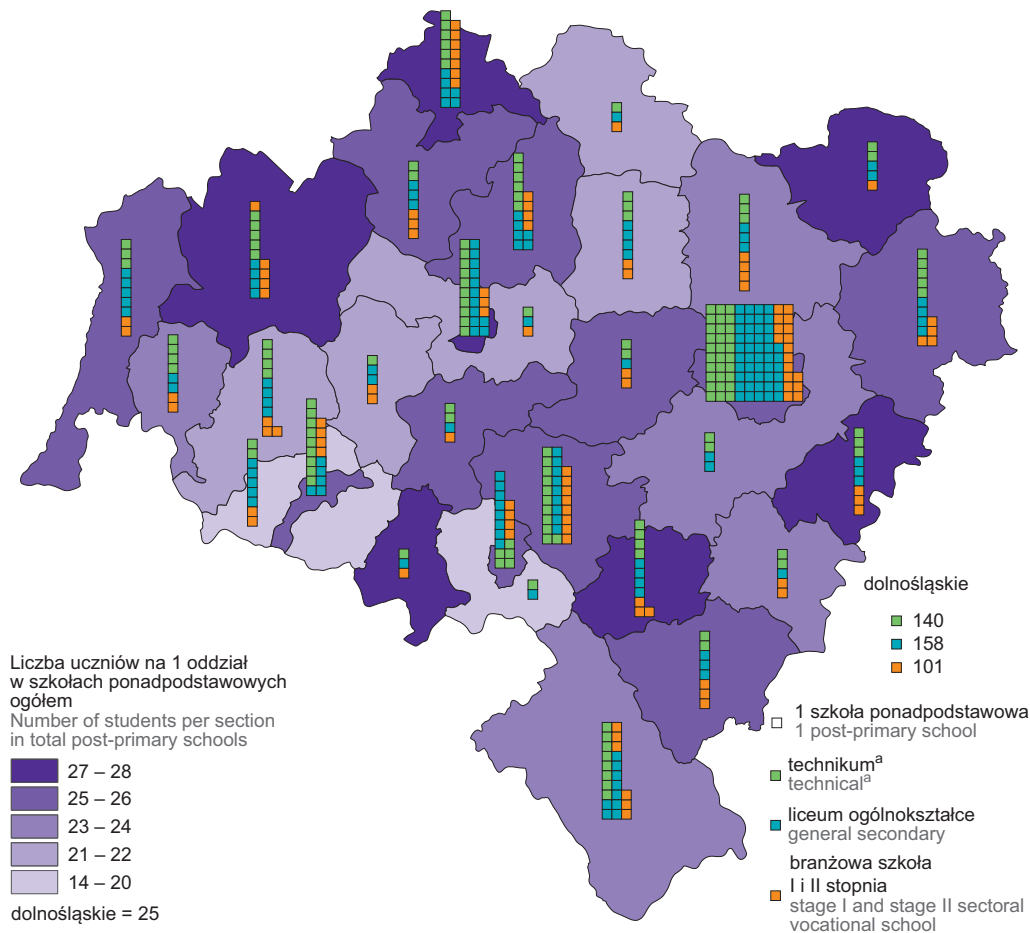 dolnośląskie
140
158
101
Liczba uczniów na 1 oddział
w szkołach ponadpodstawowych
ogółem
Number of students per section
in total post-primary schools
27 – 28
25 – 26
23 – 24
21 – 22
14 – 20
dolnośląskie = 25
1 szkoła ponadpodstawowa
1 post-primary school
technikumᵃ
technicalᵃ
liceum ogólnokształce
general secondary
branżowa szkoła
I i II stopnia
stage I and stage II sectoral
vocational school